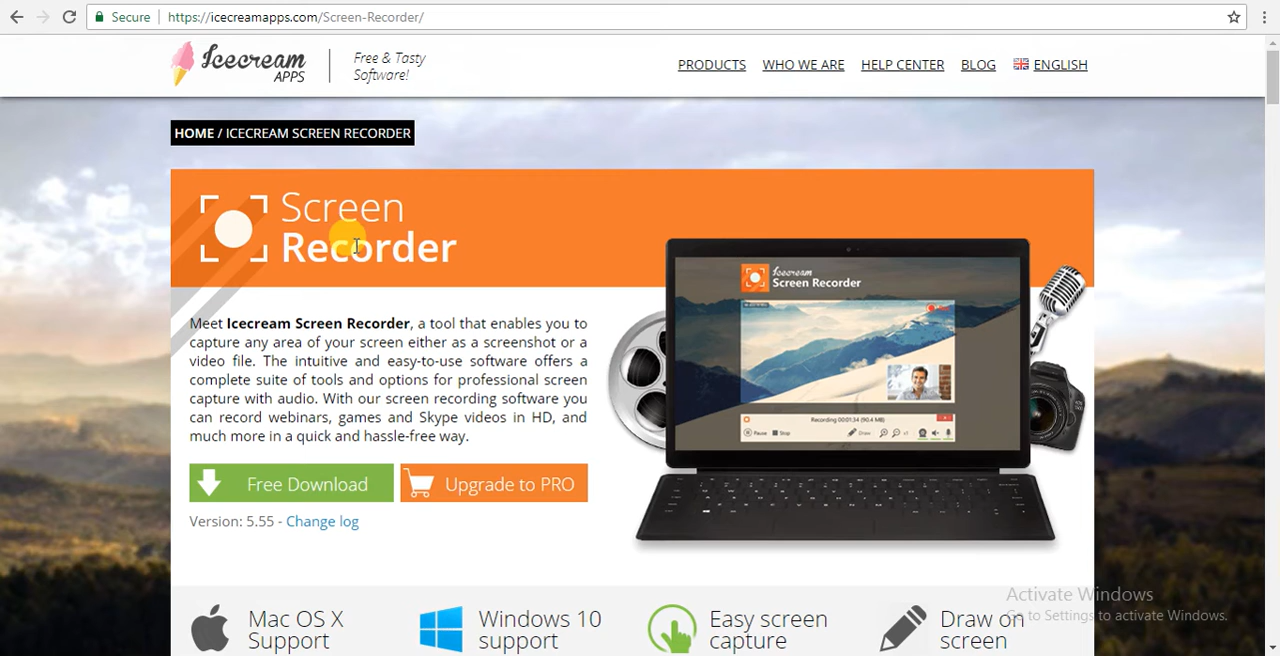 Secure https://icecreamapps.com/Screen-Recorder/
Icecream
APPS
Free & Tasty
Software!
PRODUCTS WHO WE ARE HELP CENTER BLOG ENGLISH
HOME / ICECREAM SCREEN RECORDER
Screen
Recorder
Meet Icecream Screen Recorder, a tool that enables you to
capture any area of your screen either as a screenshot or a
video file. The intuitive and easy-to-use software offers a
complete suite of tools and options for professional screen
capture with audio. With our screen recording software you
can record webinars, games and Skype videos in HD, and
much more in a quick and hassle-free way.
Icecream
Screen Recorder
Recording 00:01:34 (90.4 MB)
Pause Stop Draw
Free Download Upgrade to PRO
Version: 5.55 - Change log
Mac OS X
Support
Windows 10
support
Easy screen
capture
Draw on
screen
Activate Windows
Go to Settings to activate Windows.